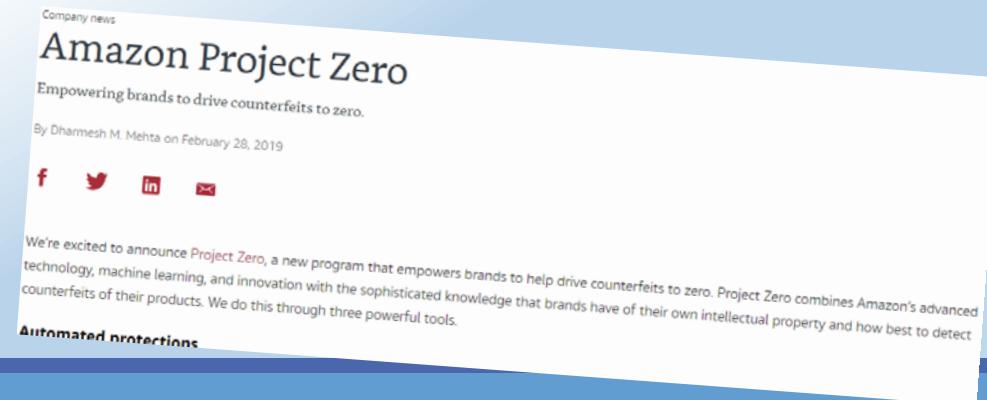 Company news
Amazon Project Zero
Empowering brands to drive counterfeits to zero.
By Dharmesh M. Mehta on February 28, 2019
We're excited to announce Project Zero, a new program that empowers brands to help drive counterfeits to zero. Project Zero combines Amazon's advanced
technology, machine learning, and innovation with the sophisticated knowledge that brands have of their own intellectual property and how best to detect
counterfeits of their products. We do this through three powerful tools.
Automated protections